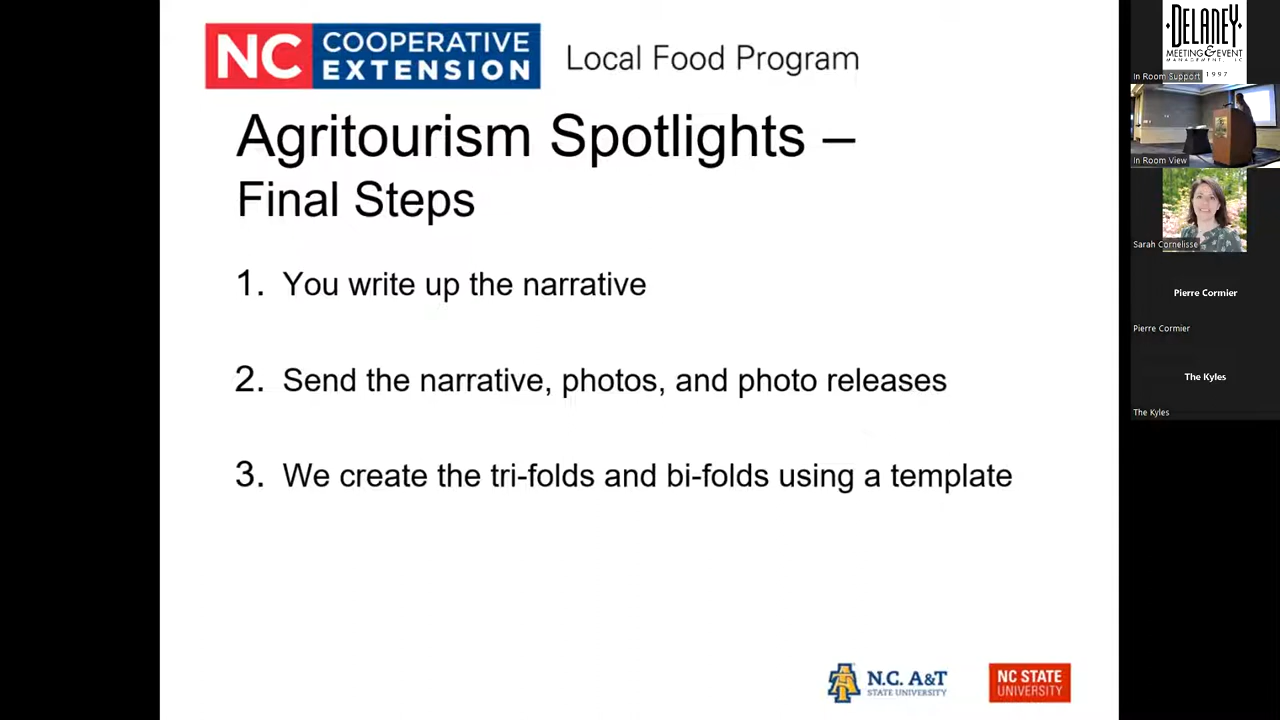 NC COOPERATIVE EXTENSION
Local Food Program
Agritourism Spotlights –
Final Steps
1. You write up the narrative
2. Send the narrative, photos, and photo releases
3. We create the tri-folds and bi-folds using a template
N.C. A&T
STATE UNIVERSITY
NC STATE
UNIVERSITY
DELANEY
MEETING & EVENT
MANAGEMENT, LLC
1997
In Room Support
In Room View
Sarah Cornelisse
Pierre Cormier
Pierre Cormier
The Kyles
The Kyles